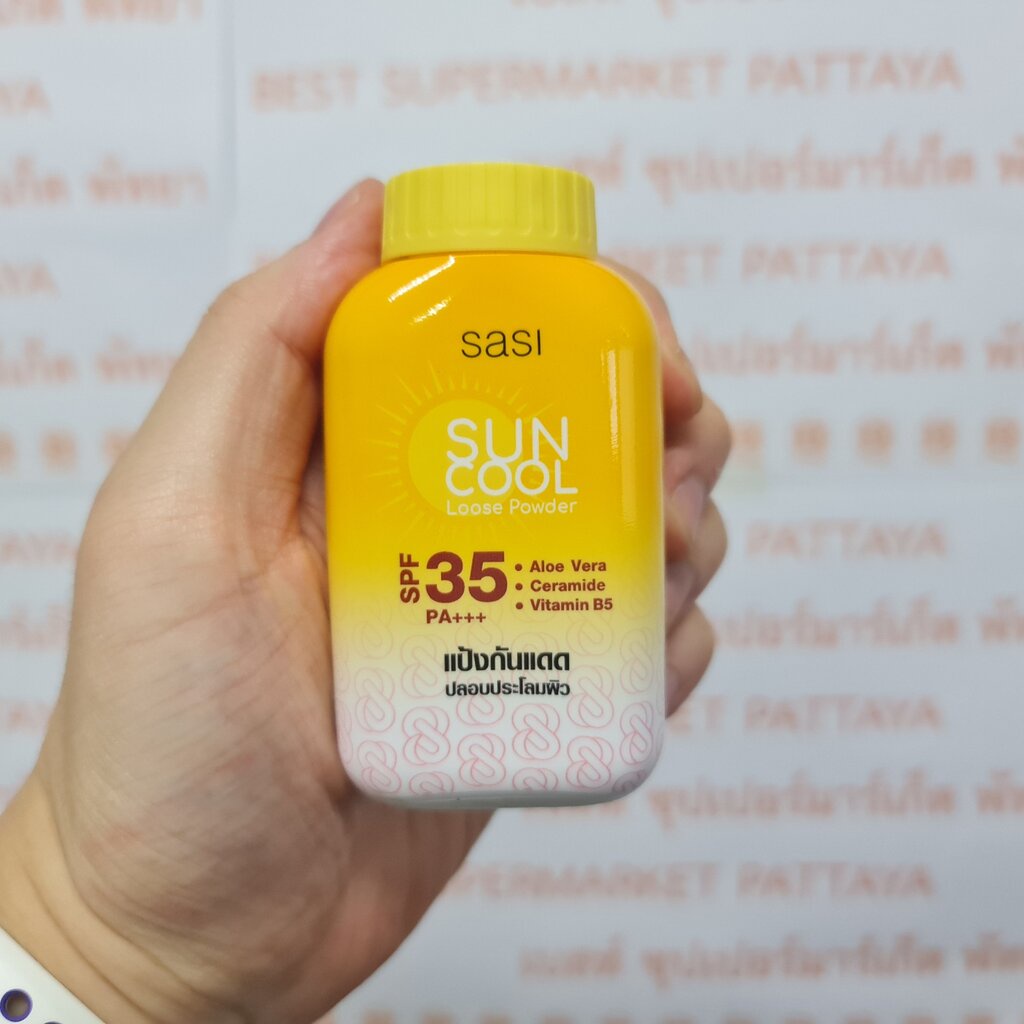 BEST SUPERMARKET PATTAYA
sasi
SUN
COOL
Loose Powder
SPF 35
PA+++
• Aloe Vera
• Ceramide
• Vitamin B5
แป้งกันแดด
ปลอบประโลมผิว
PATTAYA
PATTAYA
SUPERMARKET PATTAYA